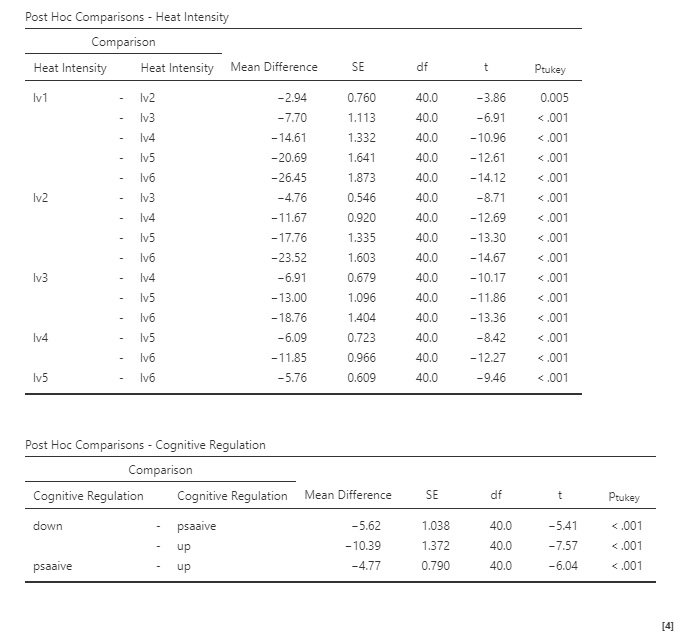 Post Hoc Comparisons - Heat Intensity
Comparison
Heat Intensity Heat Intensity Mean Difference SE df t Ptukey
lv1 - lv2 −2.94 0.760 40.0 −3.86 0.005
- lv3 −7.70 1.113 40.0 −6.91 < .001
- lv4 −14.61 1.332 40.0 −10.96 < .001
- lv5 −20.69 1.641 40.0 −12.61 < .001
- lv6 −26.45 1.873 40.0 −14.12 < .001
lv2 - lv3 −4.76 0.546 40.0 −8.71 < .001
- lv4 −11.67 0.920 40.0 −12.69 < .001
- lv5 −17.76 1.335 40.0 −13.30 < .001
- lv6 −23.52 1.603 40.0 −14.67 < .001
lv3 - lv4 −6.91 0.679 40.0 −10.17 < .001
- lv5 −13.00 1.096 40.0 −11.86 < .001
- lv6 −18.76 1.404 40.0 −13.36 < .001
lv4 - lv5 −6.09 0.723 40.0 −8.42 < .001
- lv6 −11.85 0.966 40.0 −12.27 < .001
lv5 - lv6 −5.76 0.609 40.0 −9.46 < .001
Post Hoc Comparisons - Cognitive Regulation
Comparison
Cognitive Regulation Cognitive Regulation Mean Difference SE df t Ptukey
down - psaaive −5.62 1.038 40.0 −5.41 < .001
- up −10.39 1.372 40.0 −7.57 < .001
psaaive - up −4.77 0.790 40.0 −6.04 < .001
[4]